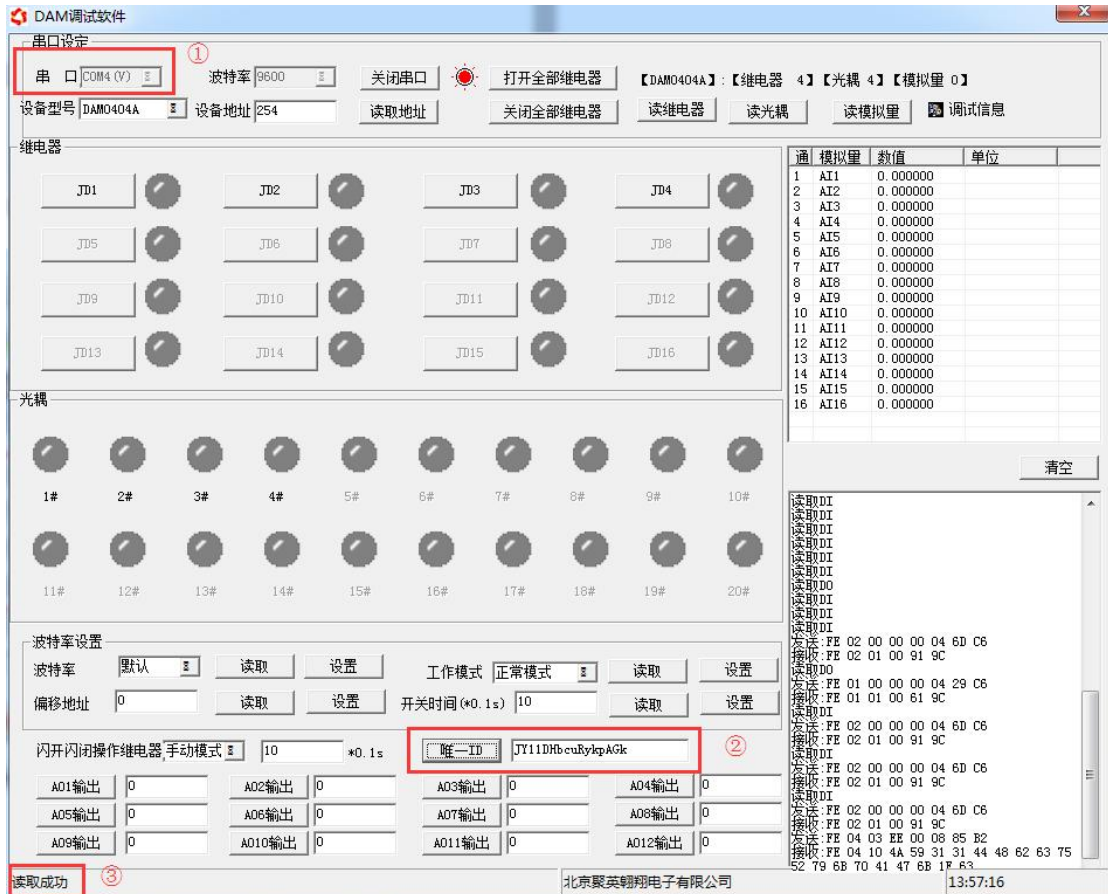 DAM调试软件
串口设定
①
串 口 COM4(V) 波特率 9600 关闭串口 打开全部继电器 【DAM0404A】:【继电器 4】【光耦 4】【模拟量 0】
设备型号 DAM0404A 设备地址 254 读取地址 关闭全部继电器 读继电器 读光耦 读模拟量 调试信息
继电器
JD1 JD2 JD3 JD4
JD5 JD6 JD7 JD8
JD9 JD10 JD11 JD12
JD13 JD14 JD15 JD16
通 模拟量 数值 单位
1 AI1 0.000000
2 AI2 0.000000
3 AI3 0.000000
4 AI4 0.000000
5 AI5 0.000000
6 AI6 0.000000
7 AI7 0.000000
8 AI8 0.000000
9 AI9 0.000000
10 AI10 0.000000
11 AI11 0.000000
12 AI12 0.000000
13 AI13 0.000000
14 AI14 0.000000
15 AI15 0.000000
16 AI16 0.000000
清空
光耦
1# 2# 3# 4# 5# 6# 7# 8# 9# 10#
11# 12# 13# 14# 15# 16# 17# 18# 19# 20#
波特率设置
波特率 默认 读取 设置 工作模式 正常模式 读取 设置
偏移地址 0 读取 设置 开关时间(*0.1s) 10 读取 设置
闪开闪闭操作继电器 手动模式 10 *0.1s 唯一ID JY11DHbcuRykpAGk ②
AO1输出 0 AO2输出 0 AO3输出 0 AO4输出 0
AO5输出 0 AO6输出 0 AO7输出 0 AO8输出 0
AO9输出 0 AO10输出 0 AO11输出 0 AO12输出 0
读取DI
读取DI
读取DI
读取DI
读取DI
读取DI
读取DO
读取DI
读取DI
读取DI
发送:FE 02 00 00 00 04 6D C6
接收:FE 02 01 00 91 9C
读取DO
发送:FE 01 00 00 00 04 29 C6
接收:FE 01 01 00 61 9C
读取DI
发送:FE 02 00 00 00 04 6D C6
接收:FE 02 01 00 91 9C
读取DI
发送:FE 02 00 00 00 04 6D C6
接收:FE 02 01 00 91 9C
读取DI
发送:FE 02 00 00 00 04 6D C6
接收:FE 02 01 00 91 9C
发送:FE 04 03 EE 00 08 85 B2
接收:FE 04 10 4A 59 31 31 44 48 62 63 75
52 79 6B 70 41 47 6B 1F 63
读取成功 ③ 北京聚英翱翔电子有限公司 13:57:16